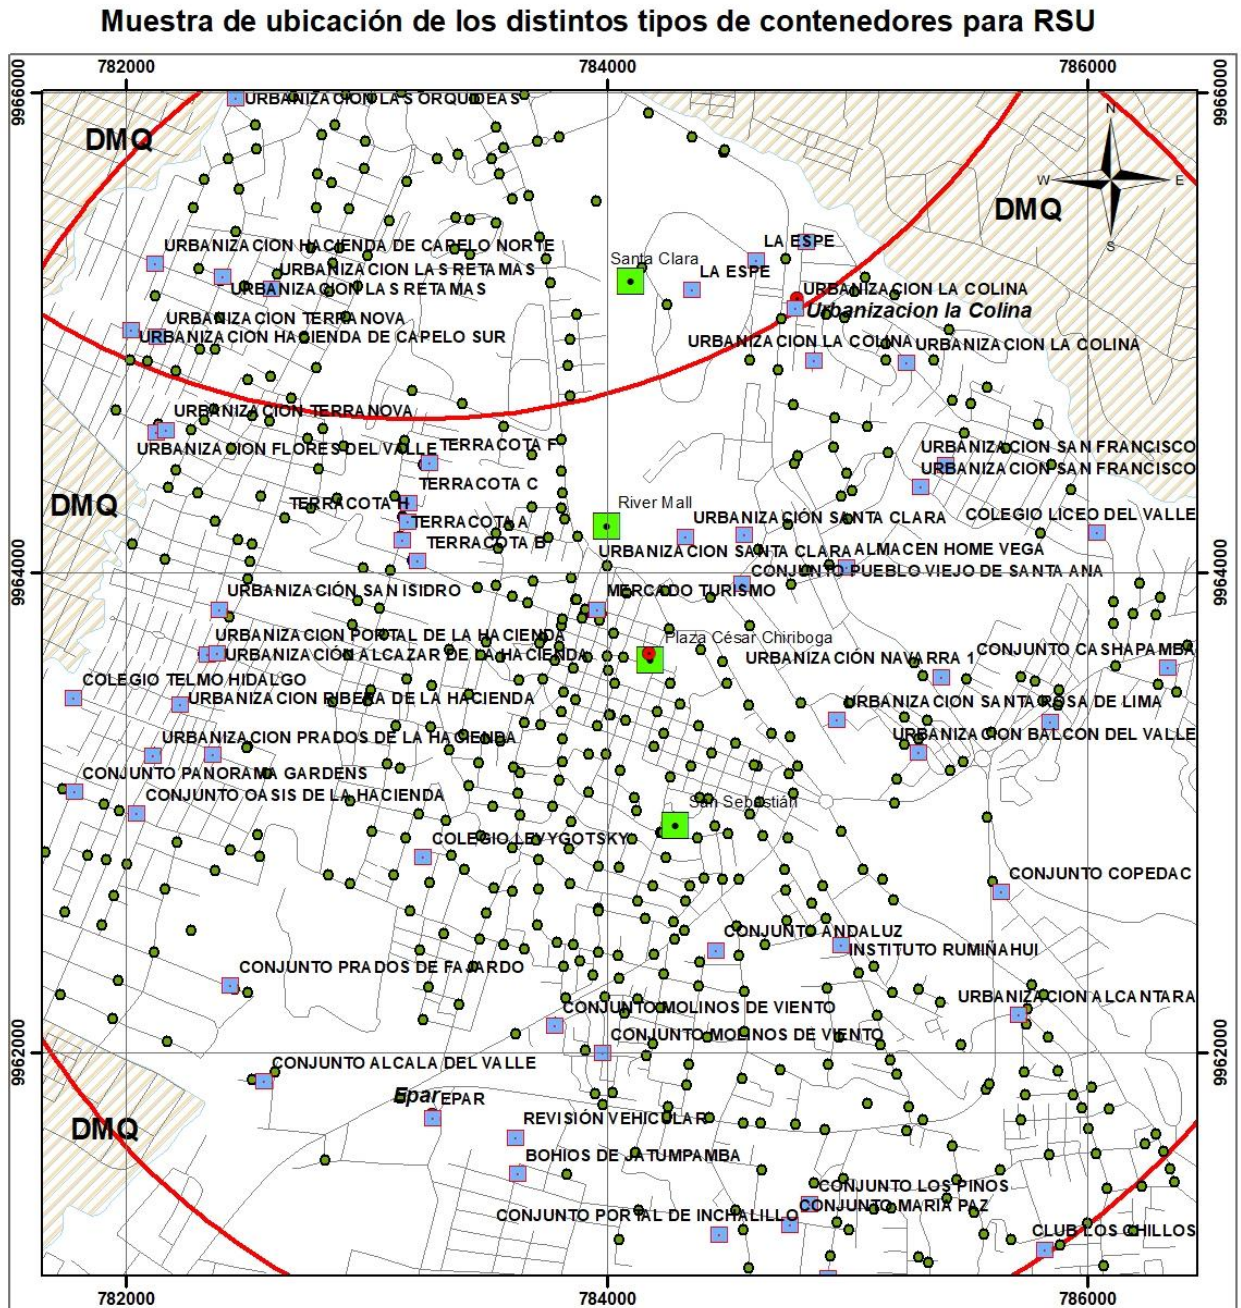 Muestra de ubicación de los distintos tipos de contenedores para RSU
782000 784000 786000
9966000 9966000
URBANIZACION LAS ORQUIDEAS
DMQ
N
W E
S
DMQ
URBANIZACION HACIENDA DE CAPELO NORTE
LA ESPE
Santa Clara
URBANIZACION LAS RETAMAS
LA ESPE
URBANIZACION LAS RETAMAS
URBANIZACION LA COLINA
Urbanizacion la Colina
URBANIZACION TERRANOVA
URBANIZACION HACIENDA DE CAPELO SUR
URBANIZACION LA COLINA
URBANIZACION LA COLINA
URBANIZACION TERRANOVA
URBANIZACION FLORES DEL VALLE
TERRACOTA F
URBANIZACION SAN FRANCISCO
URBANIZACION SAN FRANCISCO
TERRACOTA C
DMQ
TERRACOTA H
River Mall
COLEGIO LICEO DEL VALLE
TERRACOTA A
URBANIZACIÓN SANTA CLARA
TERRACOTA B
URBANIZACION SANTA CLARA
ALMACEN HOME VEGA
9964000 9964000
CONJUNTO PUEBLO VIEJO DE SANTA ANA
URBANIZACIÓN SAN ISIDRO
MERCADO TURISMO
URBANIZACION PORTAL DE LA HACIENDA
Plaza César Chiriboga
CONJUNTO CASHAPAMBA
URBANIZACIÓN ALCAZAR DE LA HACIENDA
URBANIZACIÓN NAVARRA 1
COLEGIO TELMO HIDALGO
URBANIZACION RIBERA DE LA HACIENDA
URBANIZACION SANTA ROSA DE LIMA
URBANIZACION PRADOS DE LA HACIENDA
URBANIZACION BALCON DEL VALLE
CONJUNTO PANORAMA GARDENS
CONJUNTO OASIS DE LA HACIENDA
San Sebastián
COLEGIO LEVYGOTSKY
CONJUNTO COPEDAC
CONJUNTO ANDALUZ
INSTITUTO RUMIÑAHUI
CONJUNTO PRADOS DE FAJARDO
URBANIZACION ALCANTARA
CONJUNTO MOLINOS DE VIENTO
CONJUNTO MOLINOS DE VIENTO
9962000 9962000
CONJUNTO ALCALA DEL VALLE
Epar EPAR
REVISIÓN VEHICULAR
DMQ
BOHIOS DE JATUMPAMBA
CONJUNTO LOS PINOS
CONJUNTO MARIA PAZ
CONJUNTO PORTAL DE INCHALILLO
CLUB LOS CHILLOS
782000 784000 786000